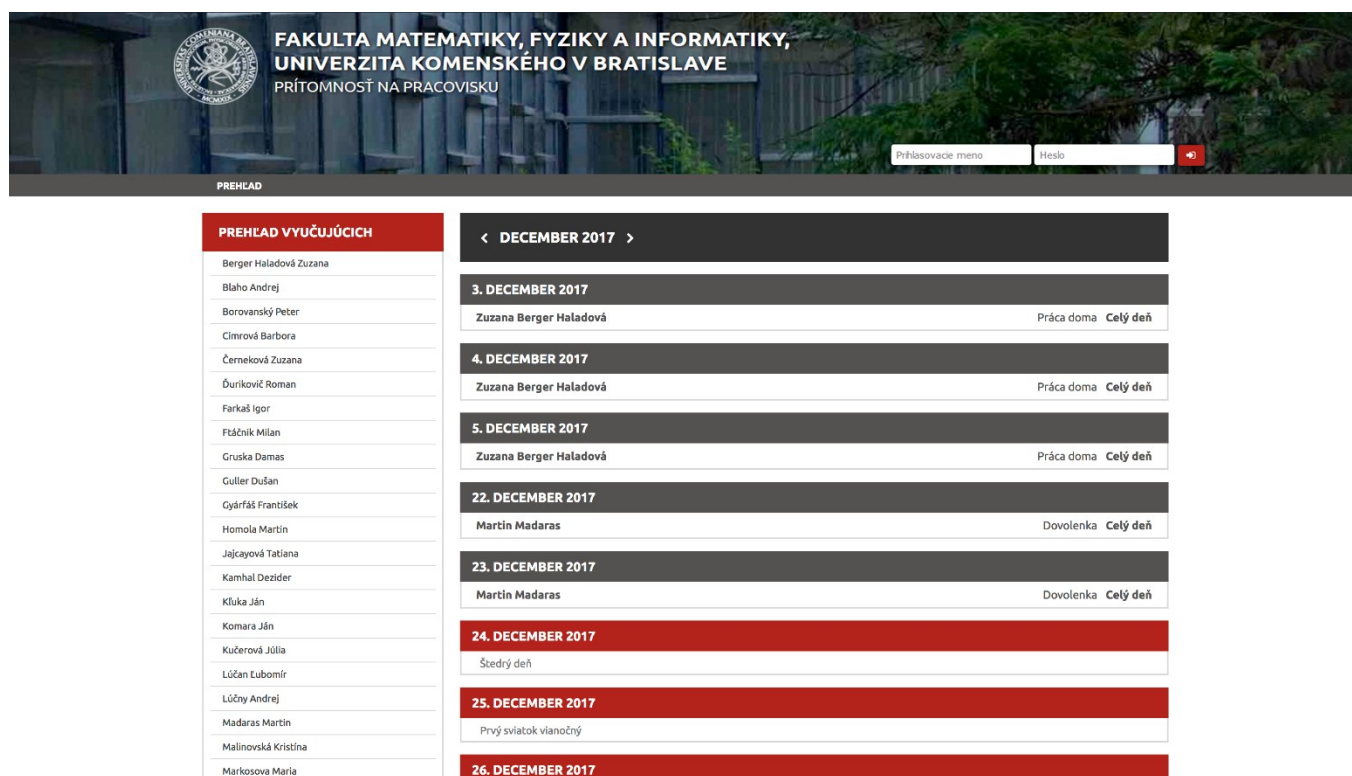 FAKULTA MATEMATIKY, FYZIKY A INFORMATIKY,
UNIVERZITA KOMENSKÉHO V BRATISLAVE
PRÍTOMNOSŤ NA PRACOVISKU
Prihlasovacie meno Heslo
PREHĽAD
PREHĽAD VYUČUJÚCICH
Berger Haladová Zuzana
Blaho Andrej
Borovanský Peter
Cimrová Barbora
Černeková Zuzana
Ďurikovič Roman
Farkaš Igor
Ftáčnik Milan
Gruska Damas
Guller Dušan
Gyárfáš František
Homola Martin
Jajcayová Tatiana
Kamhal Dezider
Kľuka Ján
Komara Ján
Kučerová Júlia
Lúčan Ľubomír
Lúčny Andrej
Madaras Martin
Malinovská Kristína
Markosova Maria
< DECEMBER 2017 >
3. DECEMBER 2017
Zuzana Berger Haladová Práca doma Celý deň
4. DECEMBER 2017
Zuzana Berger Haladová Práca doma Celý deň
5. DECEMBER 2017
Zuzana Berger Haladová Práca doma Celý deň
22. DECEMBER 2017
Martin Madaras Dovolenka Celý deň
23. DECEMBER 2017
Martin Madaras Dovolenka Celý deň
24. DECEMBER 2017
Štedrý deň
25. DECEMBER 2017
Prvý sviatok vianočný
26. DECEMBER 2017